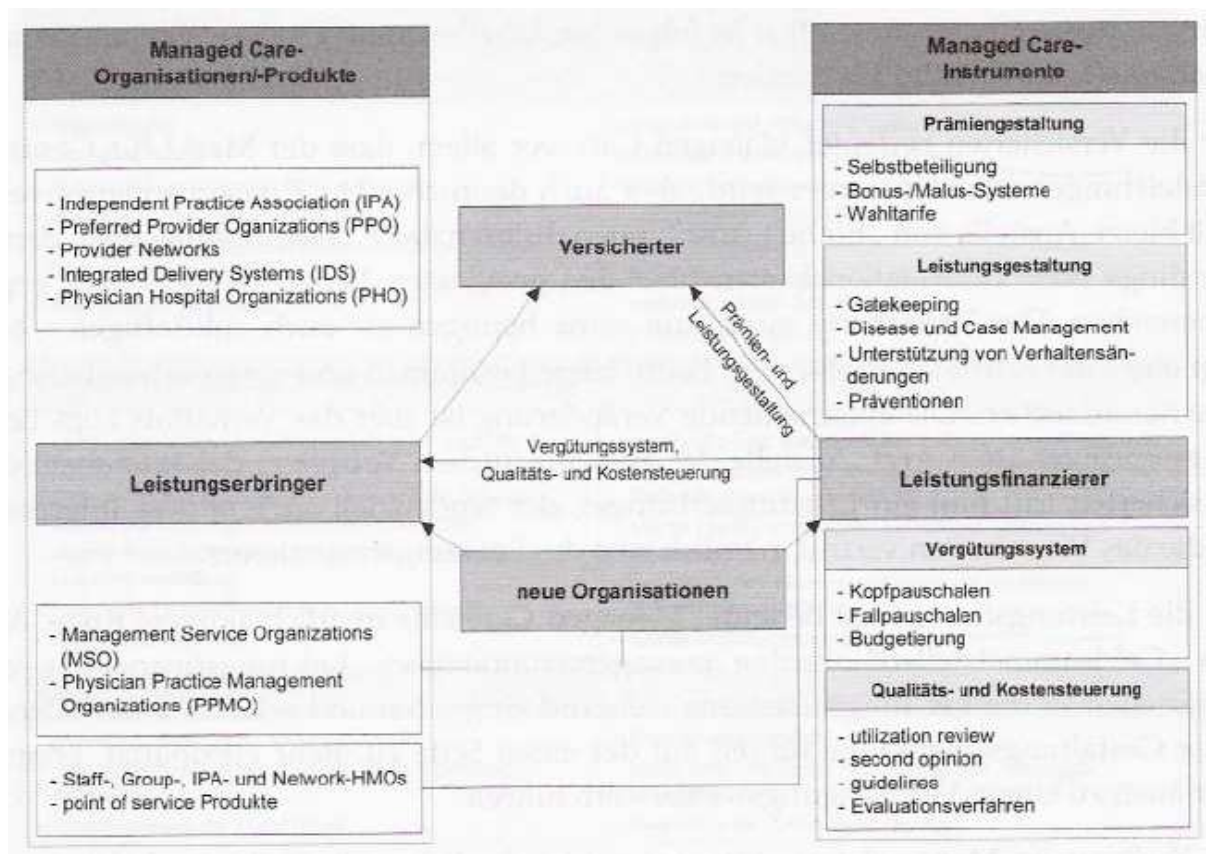 Managed Care-
Organisationen/-Produkte
- Independent Practice Association (IPA)
- Preferred Provider Oganizations (PPO)
- Provider Networks
- Integrated Delivery Systems (IDS)
- Physician Hospital Organizations (PHO)
Leistungserbringer
- Management Service Organizations
(MSO)
- Physician Practice Management
Organizations (PPMO)
- Staff-, Group-, IPA- und Network-HMOs
- point of service Produkte
Versicherter
Prämien- und
Leistungsgestaltung
Vergütungssystem,
Qualitäts- und Kostensteuerung
neue Organisationen
Managed Care-
Instrumente
Prämiengestaltung
- Selbstbeteiligung
- Bonus-/Malus-Systeme
- Wahltarife
Leistungsgestaltung
- Gatekeeping
- Disease und Case Management
- Unterstützung von Verhaltensän-
derungen
- Präventionen
Leistungsfinanzierer
Vergütungssystem
- Kopfpauschalen
- Fallpauschalen
- Budgetierung
Qualitäts- und Kostensteuerung
- utilization review
- second opinion
guidelines
- Evaluationsverfahren